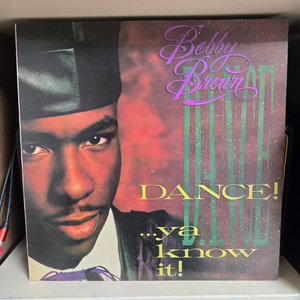 Bobby
Brown
DANCE
DANCE!
...ya
know
it!